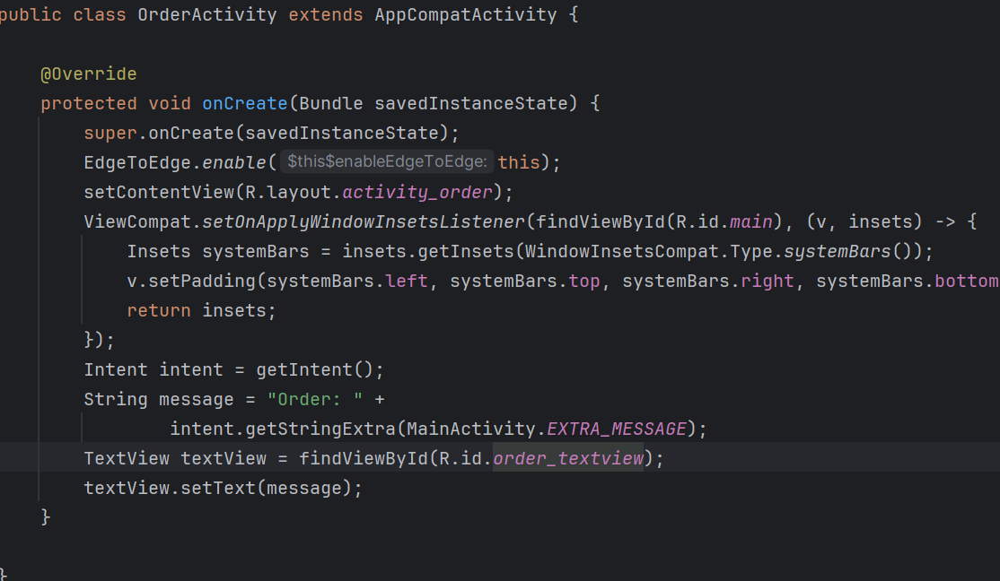 public class OrderActivity extends AppCompatActivity {
@Override
protected void onCreate(Bundle savedInstanceState) {
super.onCreate(savedInstanceState);
EdgeToEdge.enable( $this$enableEdgeToEdge: this);
setContentView(R.layout.activity_order);
ViewCompat.setOnApplyWindowInsetsListener(findViewById(R.id.main), (v, insets) -> {
Insets systemBars = insets.getInsets(WindowInsetsCompat.Type.systemBars());
v.setPadding(systemBars.left, systemBars.top, systemBars.right, systemBars.bottom
return insets;
});
Intent intent = getIntent();
String message = "Order: " +
intent.getStringExtra(MainActivity.EXTRA_MESSAGE);
TextView textView = findViewById(R.id.order_textview);
textView.setText(message);
}
}